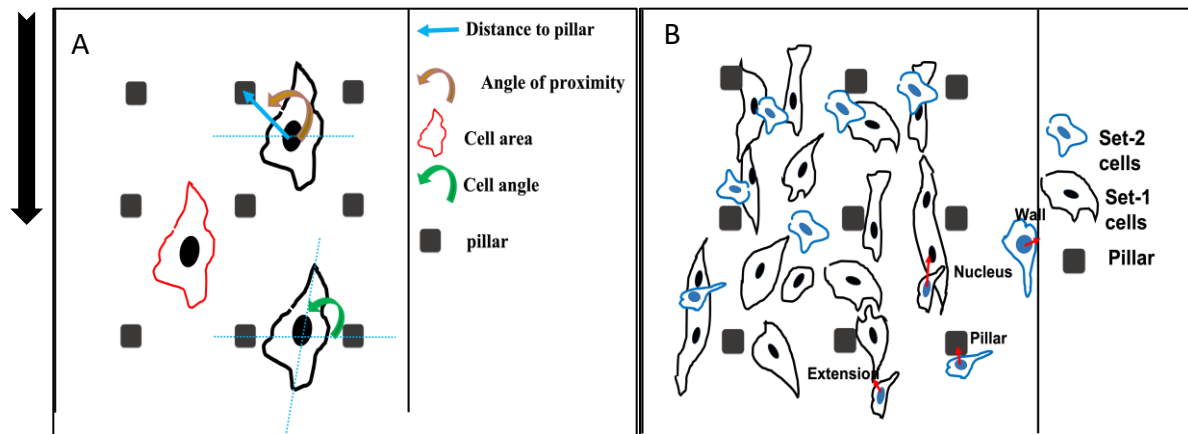 A
Distance to pillar
Angle of proximity
Cell area
Cell angle
pillar
B
Wall
Nucleus
Pillar
Extension
Set-2
cells
Set-1
cells
Pillar